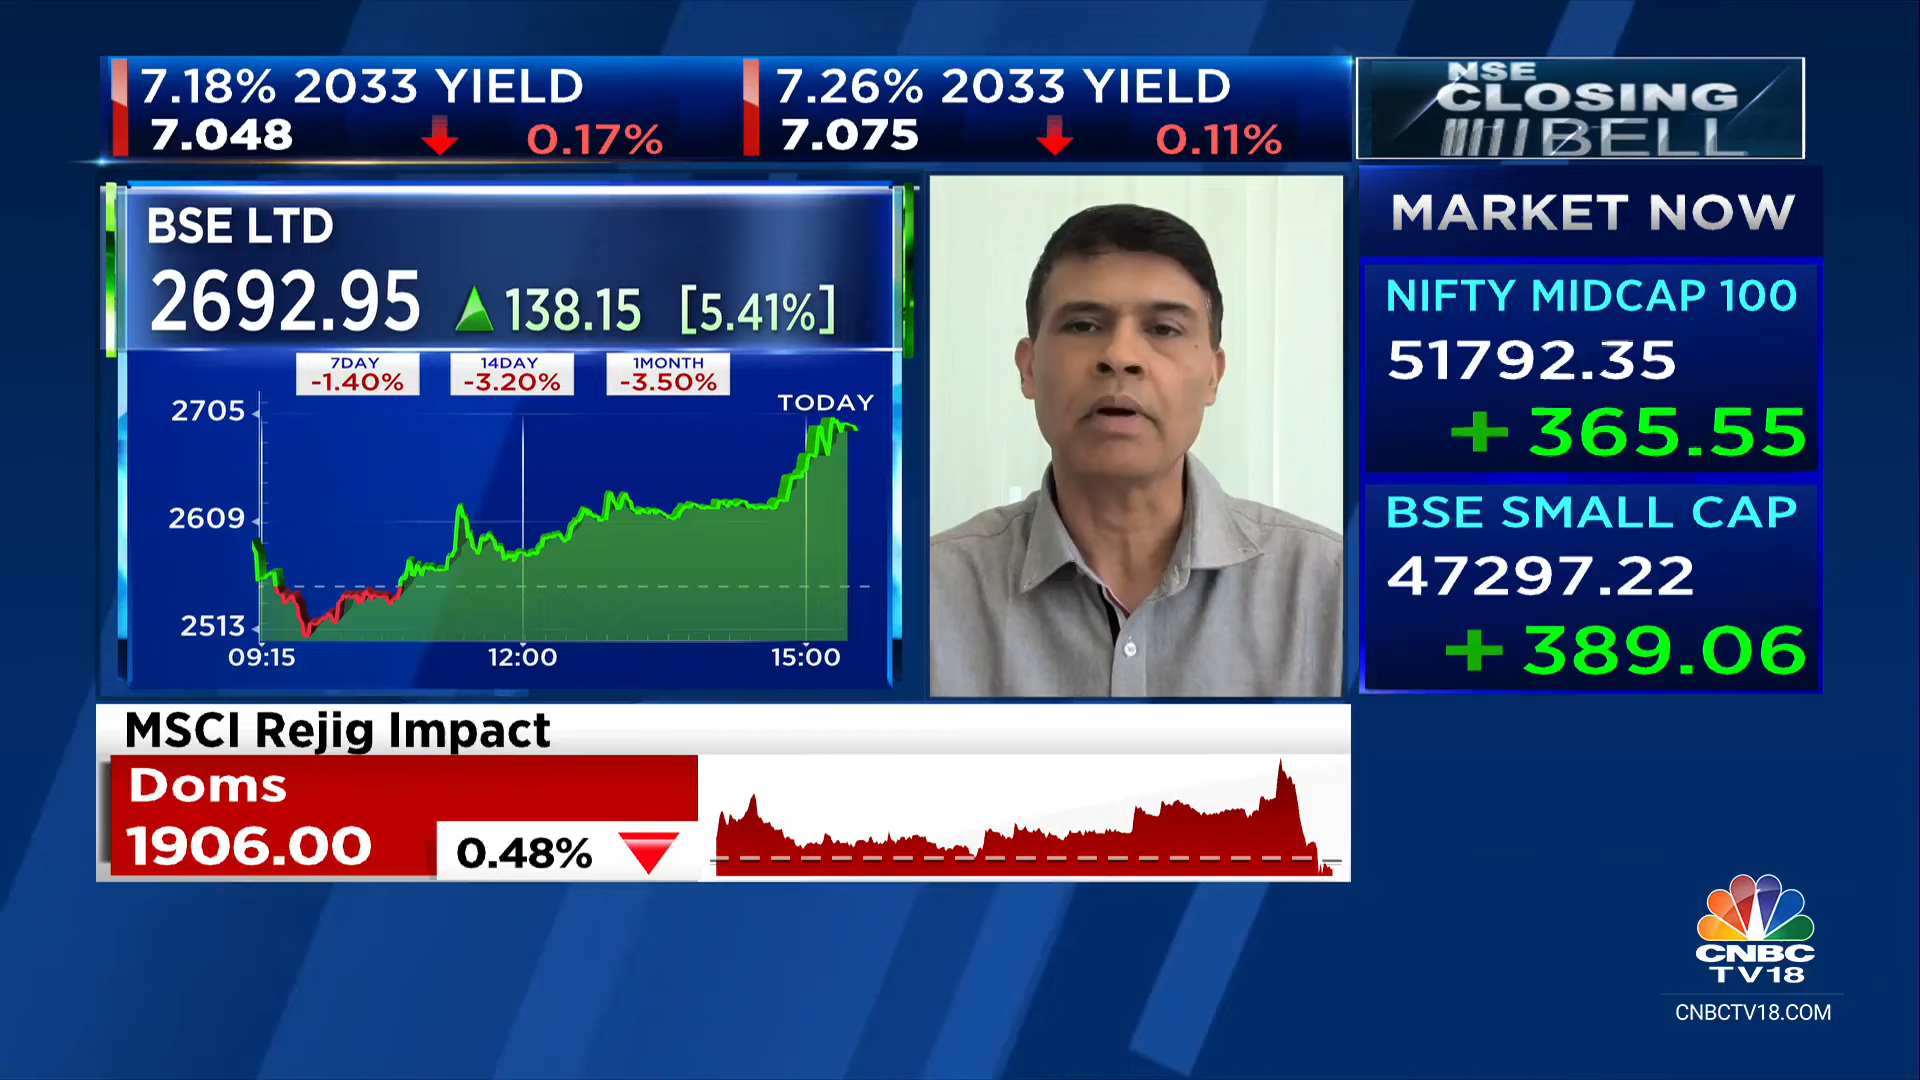 7.18% 2033 YIELD
7.048 0.17%
7.26% 2033 YIELD
7.075 0.11%
NSE
CLOSING
BELL
BSE LTD
2692.95 138.15 [5.41%]
7DAY
-1.40%
14DAY
-3.20%
1MONTH
-3.50%
TODAY
2705
2609
2513
09:15 12:00 15:00
MARKET NOW
NIFTY MIDCAP 100
51792.35
+ 365.55
BSE SMALL CAP
47297.22
+ 389.06
MSCI Rejig Impact
Doms
1906.00 0.48%
CNBC
TV18
CNBCTV18.COM